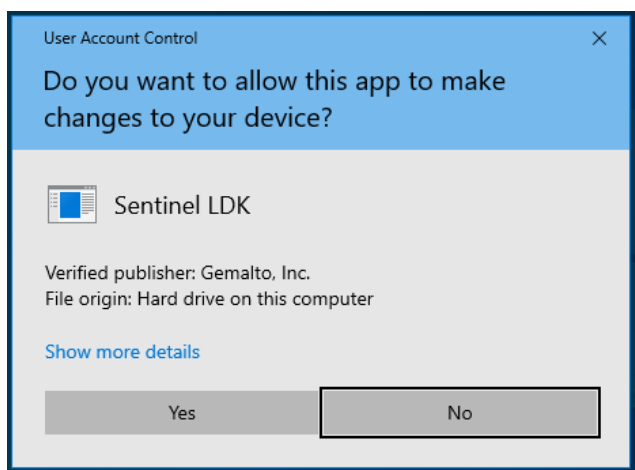 User Account Control
Do you want to allow this app to make
changes to your device?
Sentinel LDK
Verified publisher: Gemalto, Inc.
File origin: Hard drive on this computer
Show more details
Yes
No